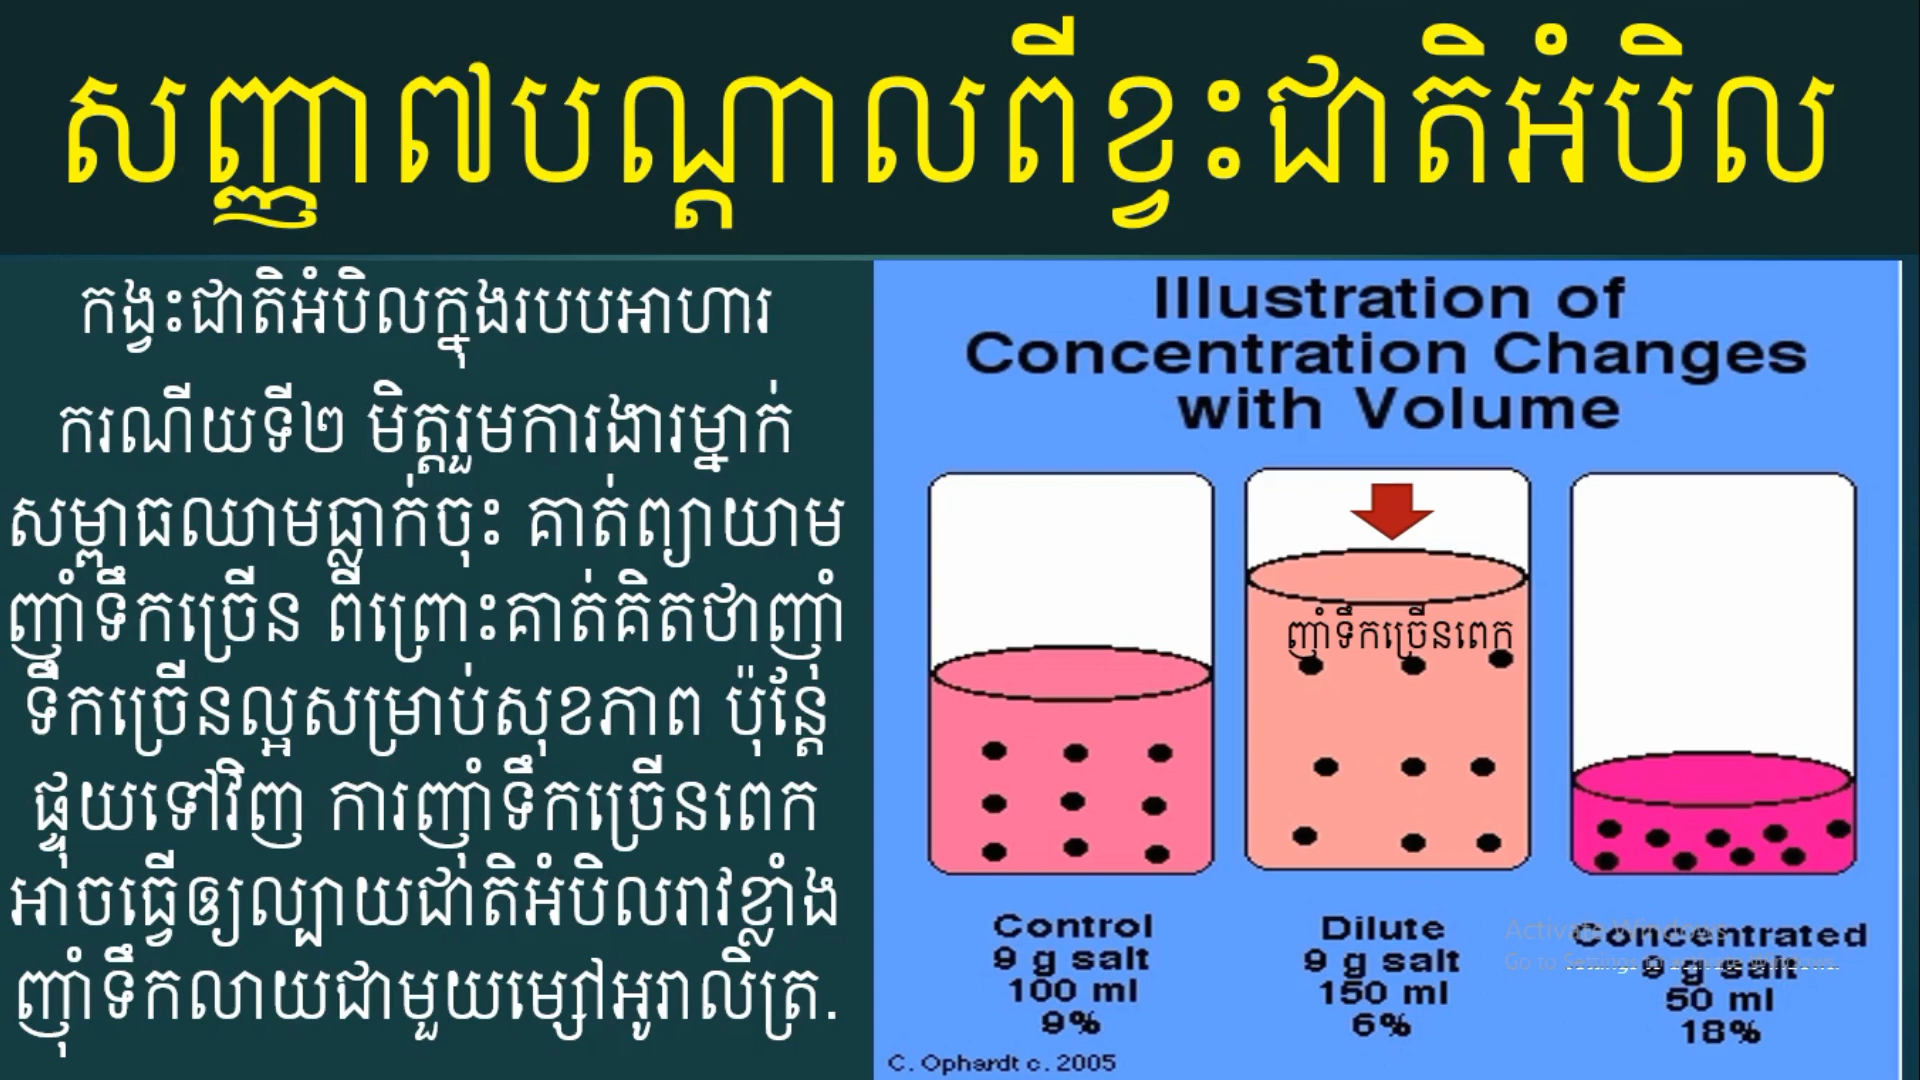 សញ្ញា៧បណ្ដាលពីខ្វះជាតិអំបិល
កង្វះជាតិអំបិលក្នុងរបបអាហារ
ករណីយទី២ មិត្តរួមការងារម្នាក់
សម្ពាធឈាមធ្លាក់ចុះ គាត់ព្យាយាម
ញ៉ាំទឹកច្រើន ពីព្រោះគាត់គិតថាញ៉ាំ
ទឹកច្រើនល្អសម្រាប់សុខភាព ប៉ុន្តែ
ផ្ទុយទៅវិញ ការញ៉ាំទឹកច្រើនពេក
អាចធ្វើឲ្យល្បាយជាតិអំបិលរាវខ្លាំង
ញ៉ាំទឹកលាយជាមួយម្សៅអូរាលិត្រ.
Illustration of
Concentration Changes
with Volume
ញ៉ាំទឹកច្រើនពេក
Control
9 g salt
100 ml
9%
Dilute
9 g salt
150 ml
6%
Concentrated
9 g salt
50 ml
18%
Activate Windows
Go to Settings to activate Windows.
C. Ophardt c. 2005